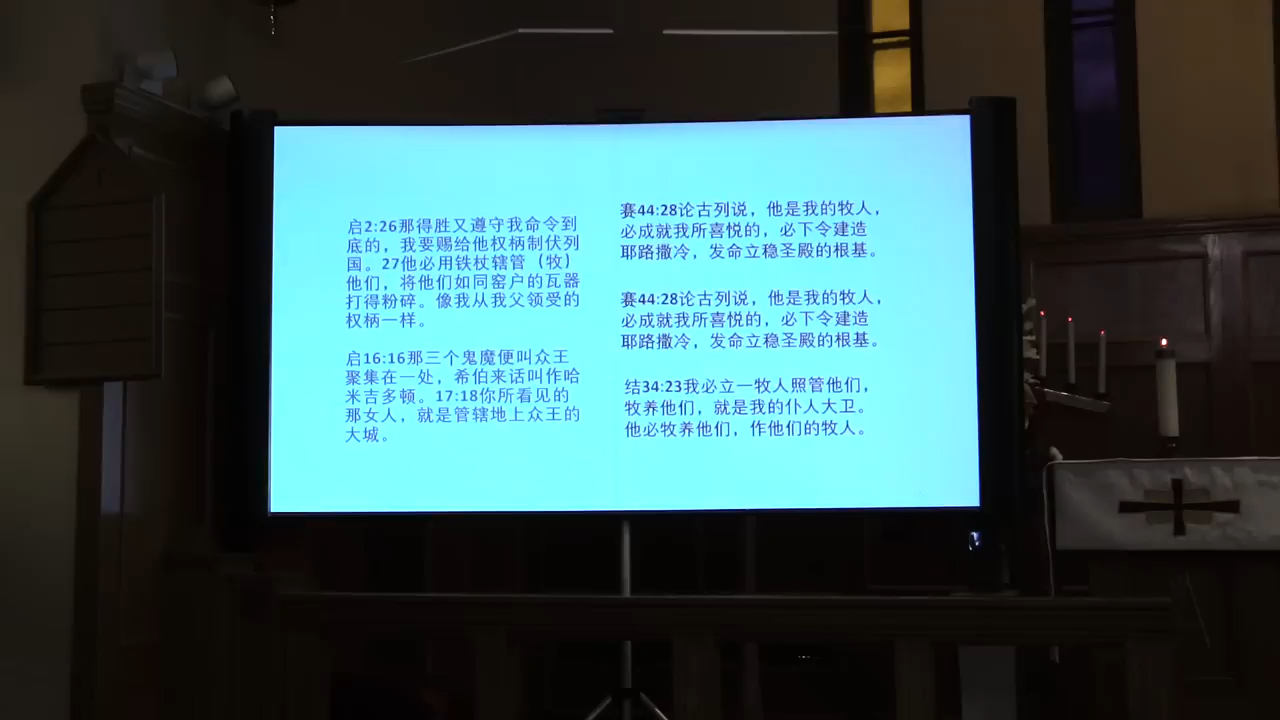 启2:26那得胜又遵守我命令到
底的，我要赐给他权柄制伏列
国。27他必用铁杖辖管（牧）
他们，将他们如同窑户的瓦器
打得粉碎。像我从我父领受的
权柄一样。
启16:16那三个鬼魔便叫众王
聚集在一处，希伯来话叫作哈
米吉多顿。17:18你所看见的
那女人，就是管辖地上众王的
大城。
赛44:28论古列说，他是我的牧人，
必成就我所喜悦的，必下令建造
耶路撒冷，发命立稳圣殿的根基。
赛44:28论古列说，他是我的牧人，
必成就我所喜悦的，必下令建造
耶路撒冷，发命立稳圣殿的根基。
结34:23我必立一牧人照管他们，
牧养他们，就是我的仆人大卫。
他必牧养他们，作他们的牧人。